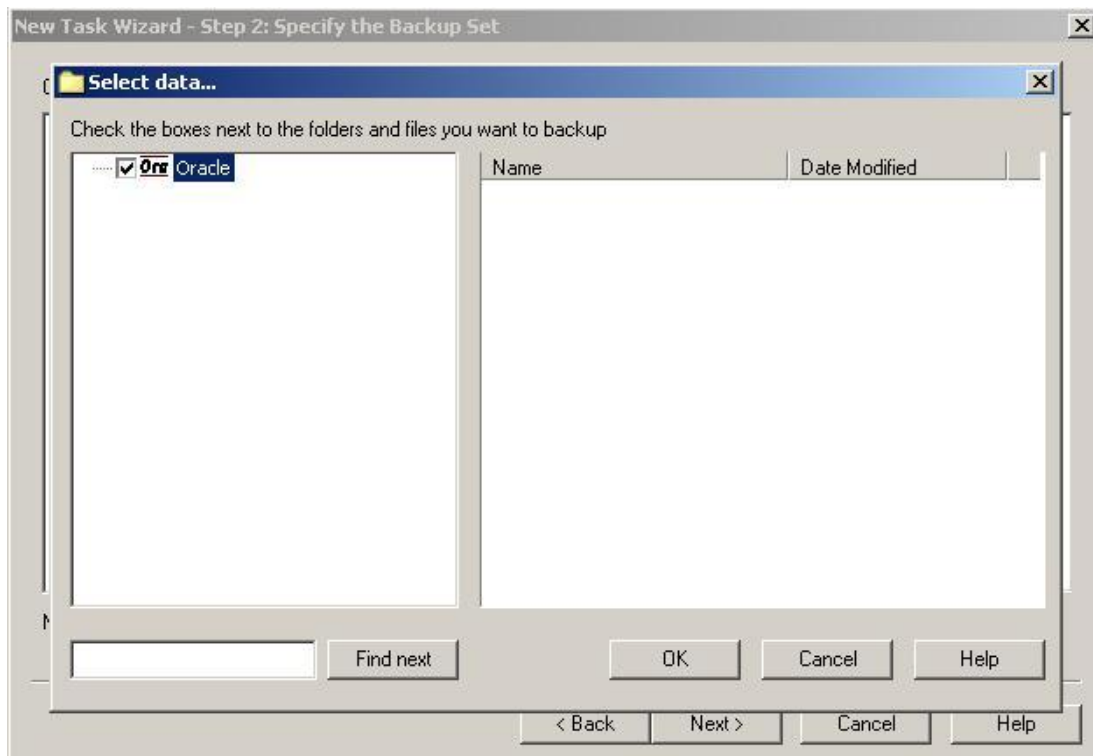 New Task Wizard - Step 2: Specify the Backup Set
Select data...
Check the boxes next to the folders and files you want to backup
Ora Oracle
Name Date Modified
Find next OK Cancel Help
< Back Next > Cancel Help